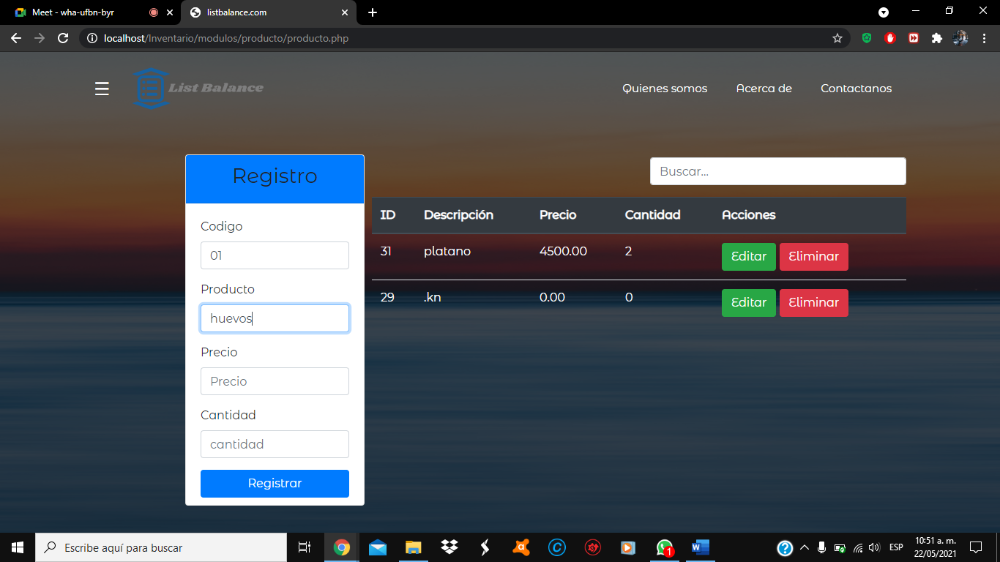 Meet - wha-ufbn-byr
listbalance.com
localhost/Inventario/modulos/producto/producto.php
List Balance
Quienes somos
Acerca de
Contactanos
Registro
Codigo
01
Producto
huevos
Precio
Precio
Cantidad
cantidad
Registrar
Buscar...
ID Descripción Precio Cantidad Acciones
31 platano 4500.00 2 Editar Eliminar
29 .kn 0.00 0 Editar Eliminar
Escribe aquí para buscar
1
ESP
10:51 a. m.
22/05/2021